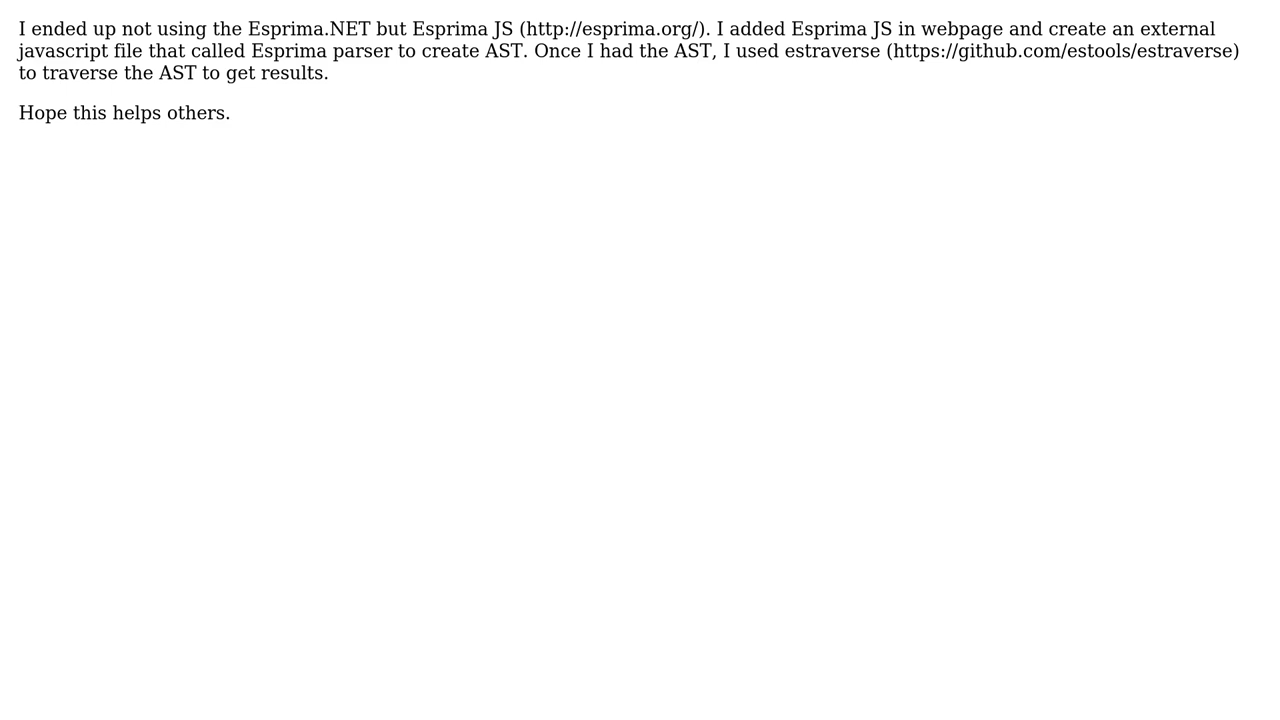 I ended up not using the Esprima.NET but Esprima JS (http://esprima.org/). I added Esprima JS in webpage and create an external
javascript file that called Esprima parser to create AST. Once I had the AST, I used estraverse (https://github.com/estools/estraverse)
to traverse the AST to get results.
Hope this helps others.